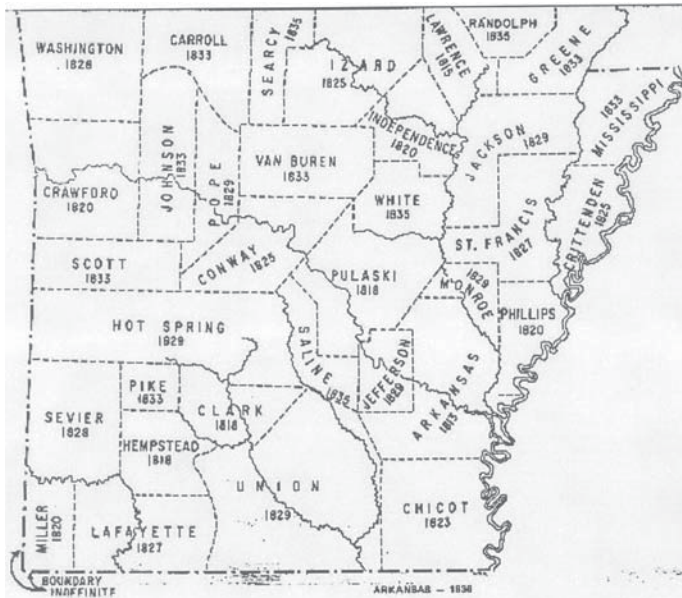 WASHINGTON
1828
CARROLL
1833
SEARCY
1835
IZARD
1825
LAWRENCE
1815
RANDOLPH
1835
GREENE
1833
1833
MISSISSIPPI
INDEPENDENCE
1820
JACKSON
1829
JOHNSON
1833
POPE
1829
VAN BUREN
1833
CRAWFORD
1820
WHITE
1835
CRITTENDEN
1825
ST. FRANCIS
1827
SCOTT
1833
CONWAY
1825
PULASKI
1818
1829
MONROE
PHILLIPS
1820
HOT SPRING
1829
SALINE
1835
JEFFERSON
1829
ARKANSAS
1813
PIKE
1833
CLARK
1818
SEVIER
1828
HEMPSTEAD
1818
UNION
1829
CHICOT
1823
MILLER
1820
LAFAYETTE
1827
BOUNDARY
INDEFINITE
ARKANSAS — 1836